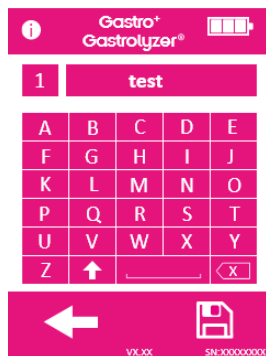 i
Gastro+
Gastrolyzer®
1 test
A B C D E
F G H I J
K L M N O
P Q R S T
U V W X Y
Z X
VX.XX SN:XXXXXXXX